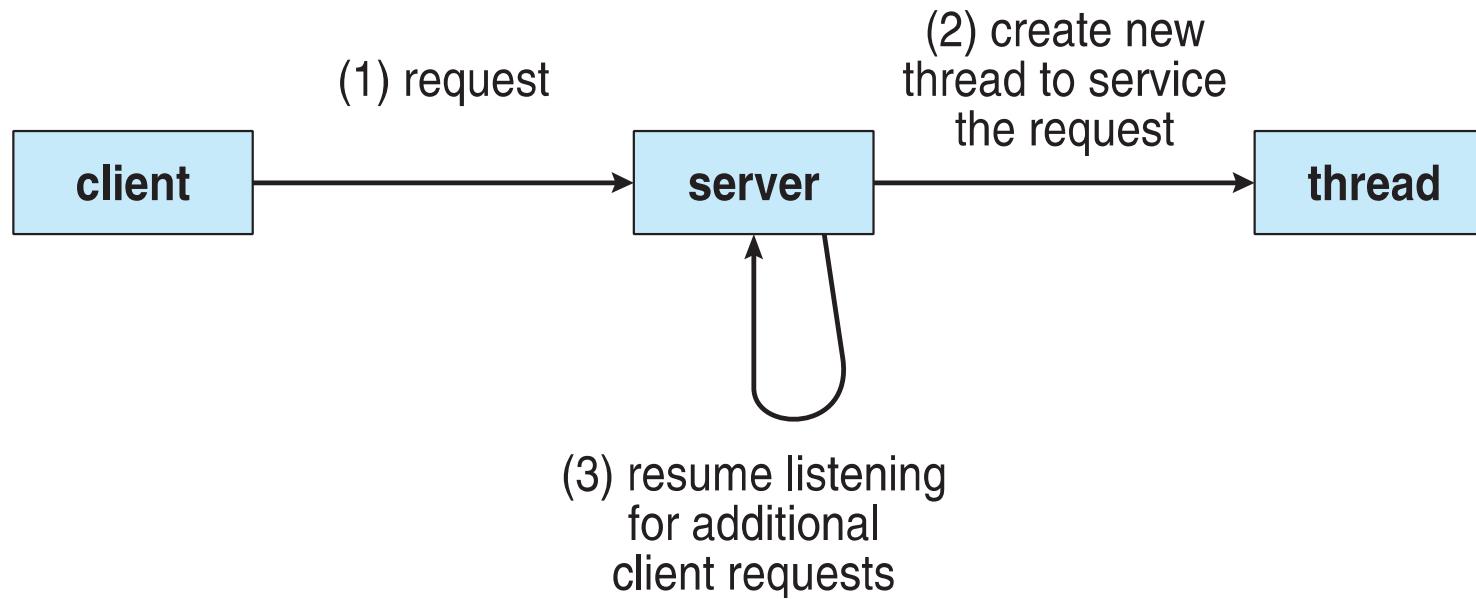 (1) request
(2) create new
thread to service
the request
client
server
thread
(3) resume listening
for additional
client requests